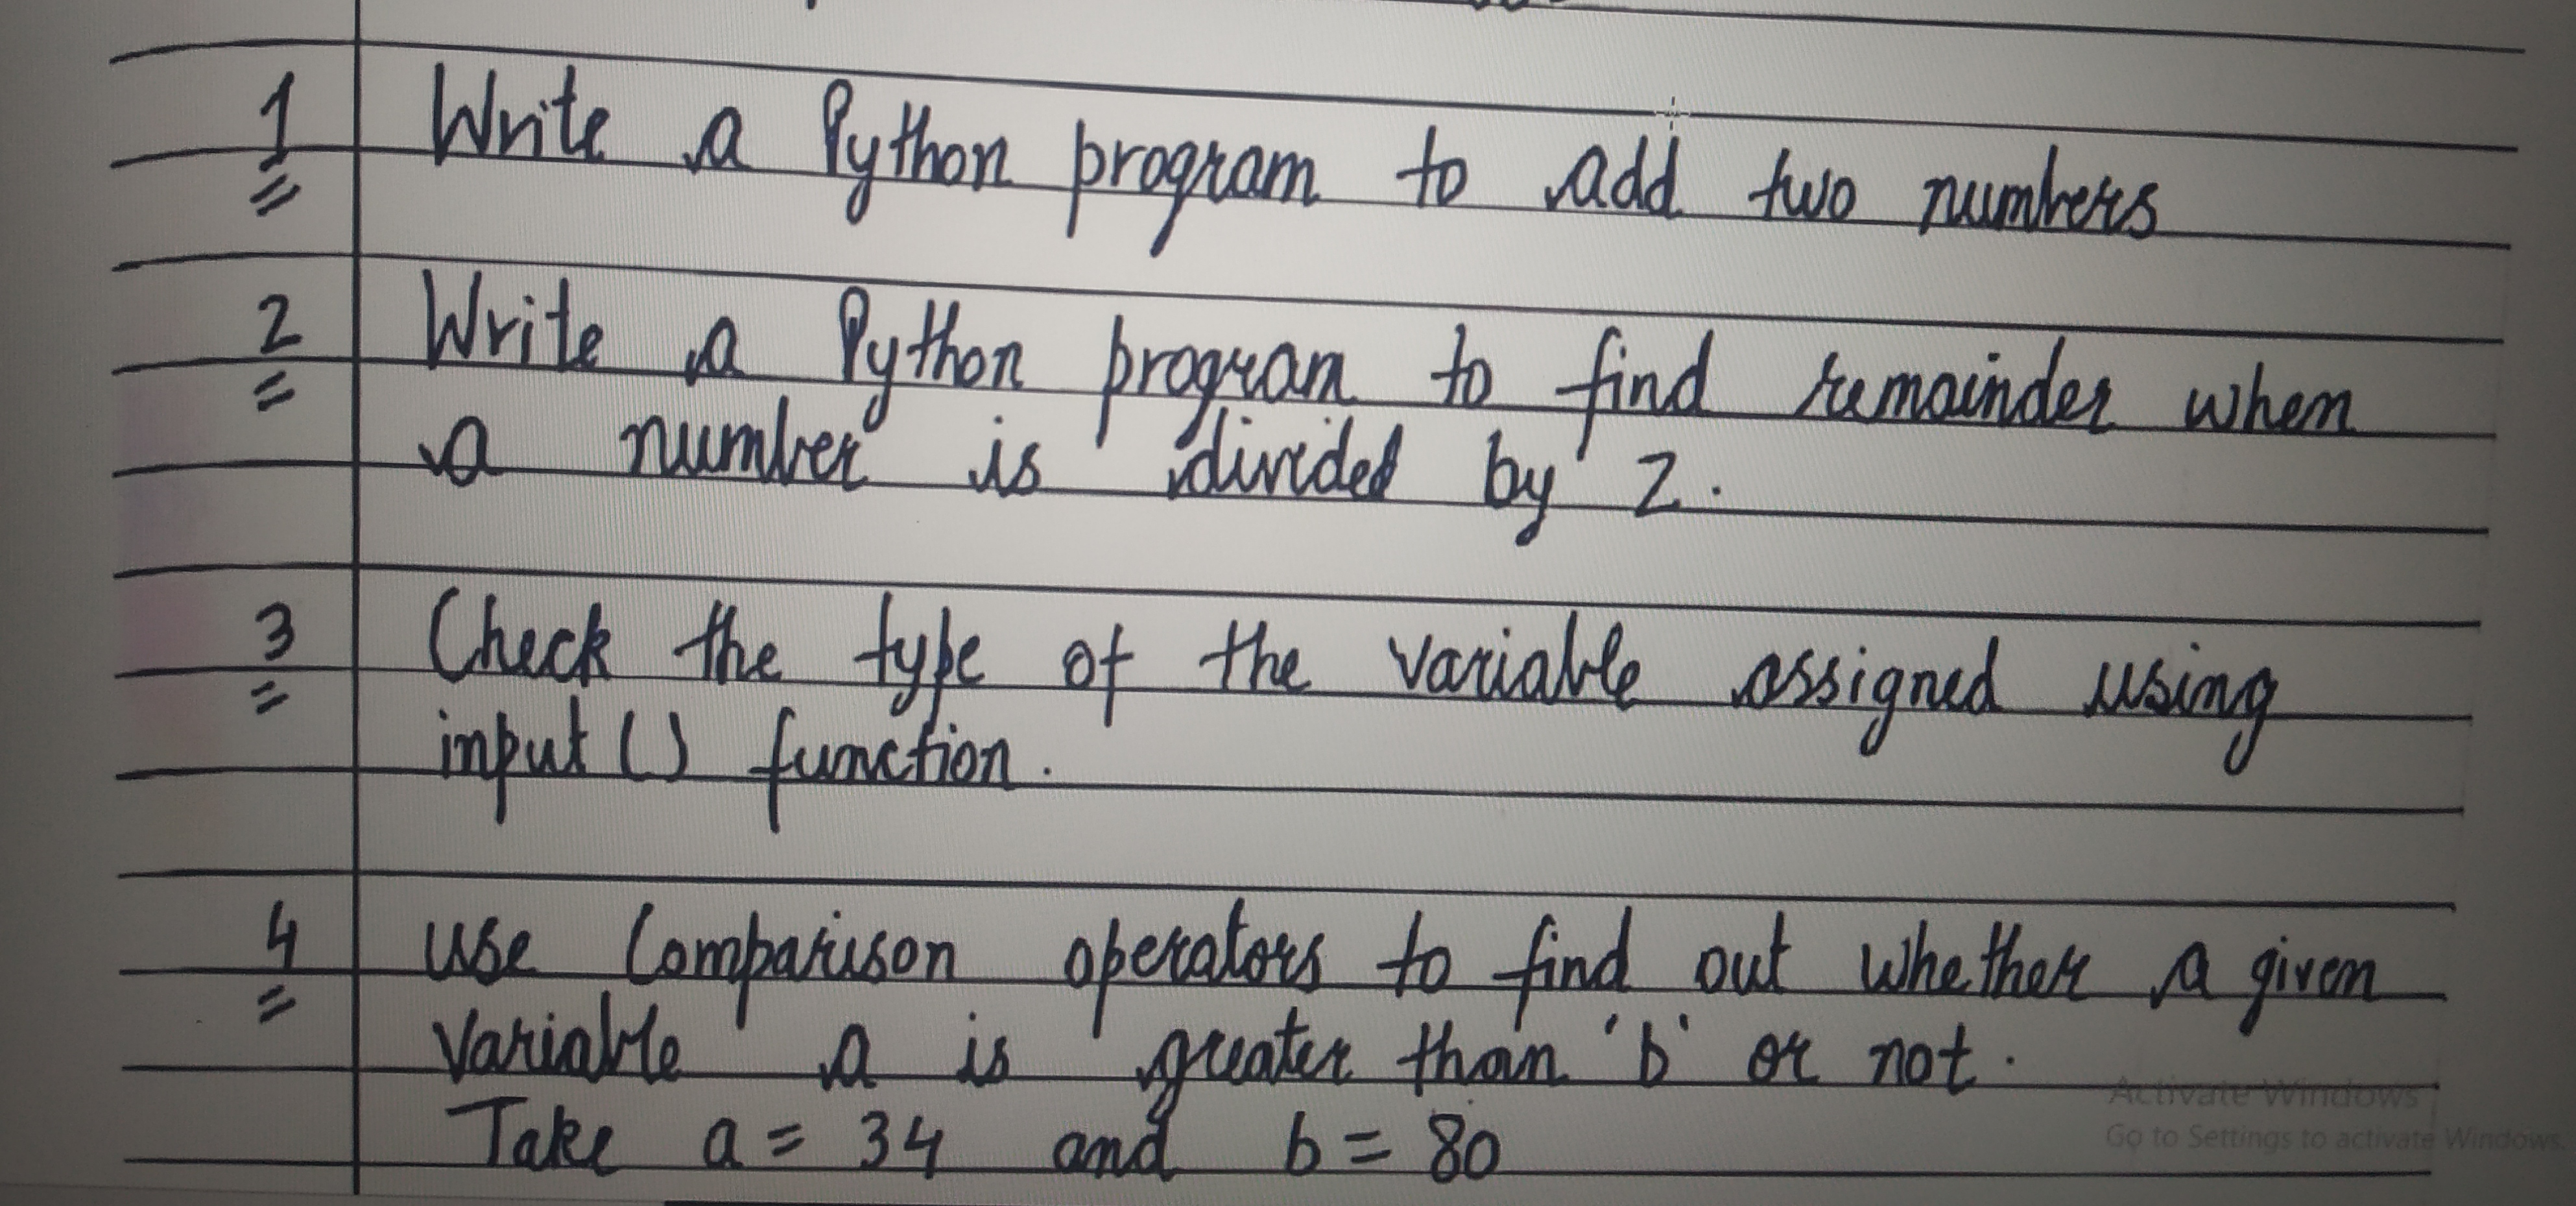 1 Write a Python program to add two numbers
2 Write a Python program to find remainder when
a number is divided by Z.
3 Check the type of the variable assigned using
input () function.
4 use Comparison operators to find out whether a given
Variable a is greater than 'b' or not.
Take a = 34 and b = 80
Activate Windows
Go to Settings to activate Windows.